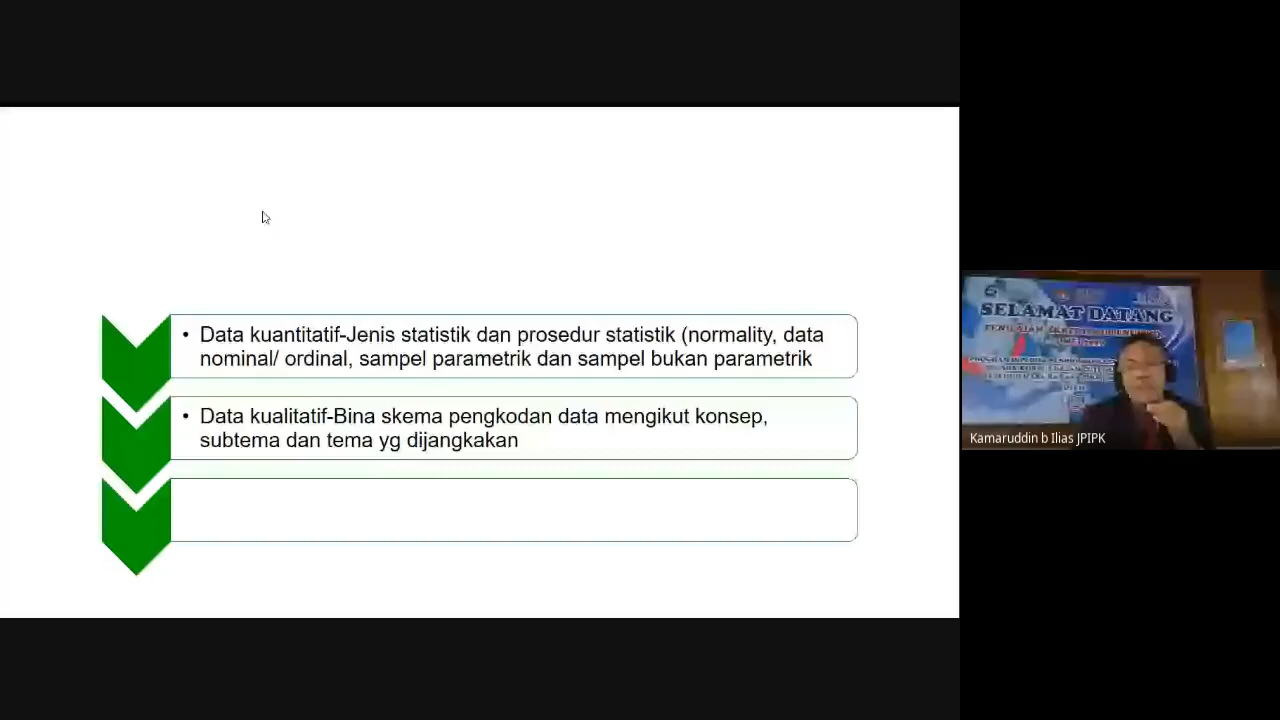 • Data kuantitatif-Jenis statistik dan prosedur statistik (normality, data
nominal/ ordinal, sampel parametrik dan sampel bukan parametrik
• Data kualitatif-Bina skema pengkodan data mengikut konsep,
subtema dan tema yg dijangkakan
SELAMAT DATANG
Kamaruddin b Ilias JPIPK